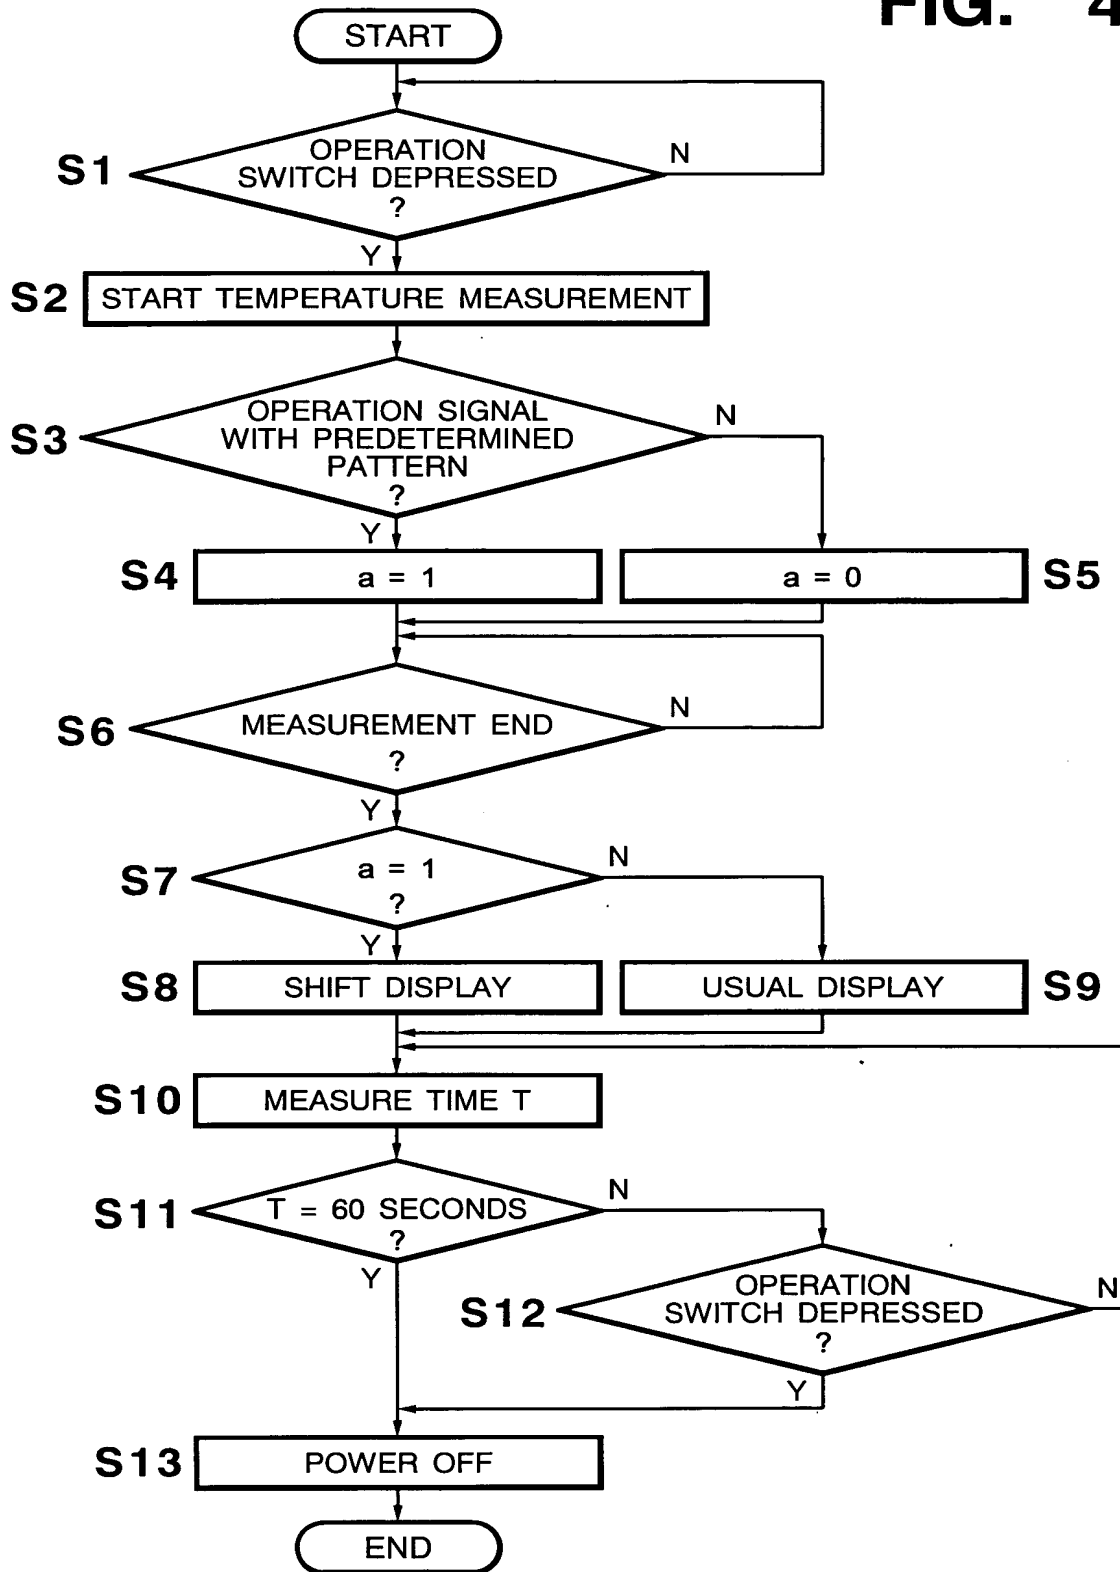 FIG. 4
START
S1
OPERATION
SWITCH DEPRESSED
?
N
Y
S2
START TEMPERATURE MEASUREMENT
S3
OPERATION SIGNAL
WITH PREDETERMINED
PATTERN
?
N
Y
S4
a = 1
a = 0
S5
S6
MEASUREMENT END
?
N
Y
S7
a = 1
?
N
Y
S8
SHIFT DISPLAY
USUAL DISPLAY
S9
S10
MEASURE TIME T
S11
T = 60 SECONDS
?
N
Y
S12
OPERATION
SWITCH DEPRESSED
?
N
Y
S13
POWER OFF
END